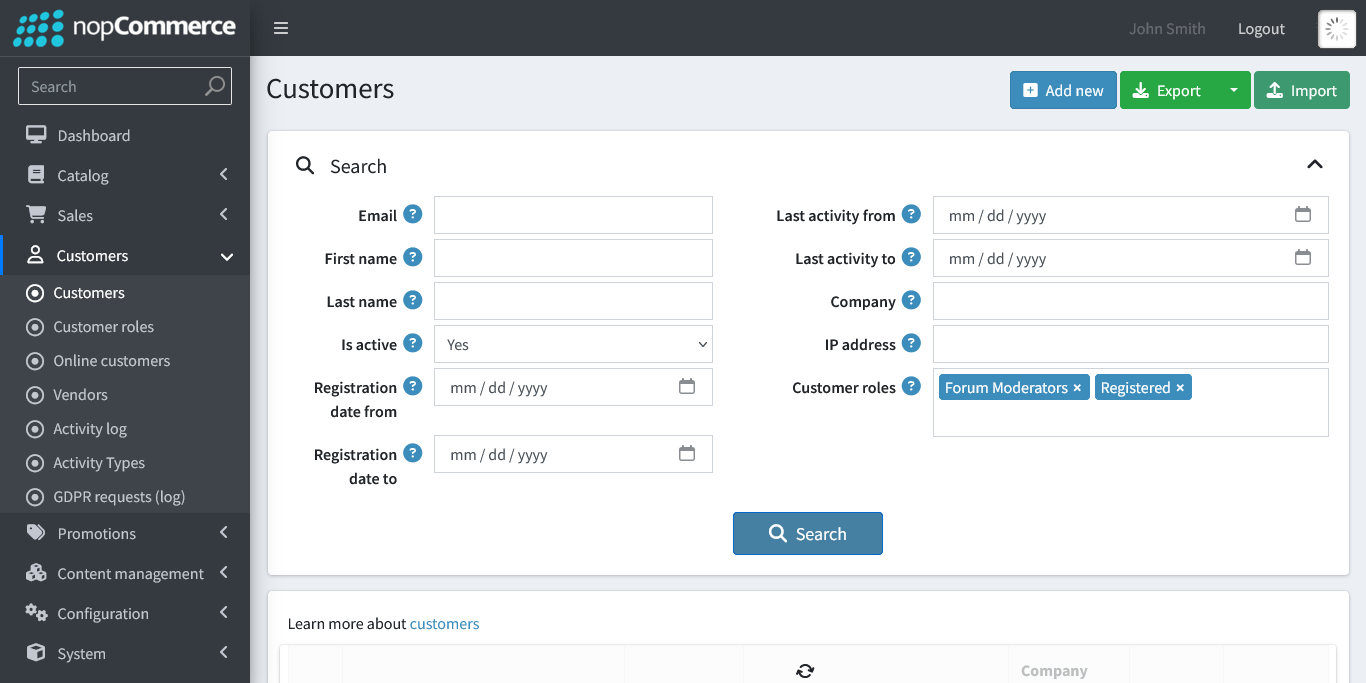 nopCommerce
John Smith
Logout
Search
Dashboard
Catalog
Sales
Customers
Customers
Customer roles
Online customers
Vendors
Activity log
Activity Types
GDPR requests (log)
Promotions
Content management
Configuration
System
Customers
Add new
Export
Import
Search
Email ?
First name ?
Last name ?
Is active ? Yes
Registration ? mm / dd / yyyy
date from
Registration ? mm / dd / yyyy
date to
Last activity from ? mm / dd / yyyy
Last activity to ? mm / dd / yyyy
Company ?
IP address ?
Customer roles ? Forum Moderators × Registered ×
Search
Learn more about customers
Company